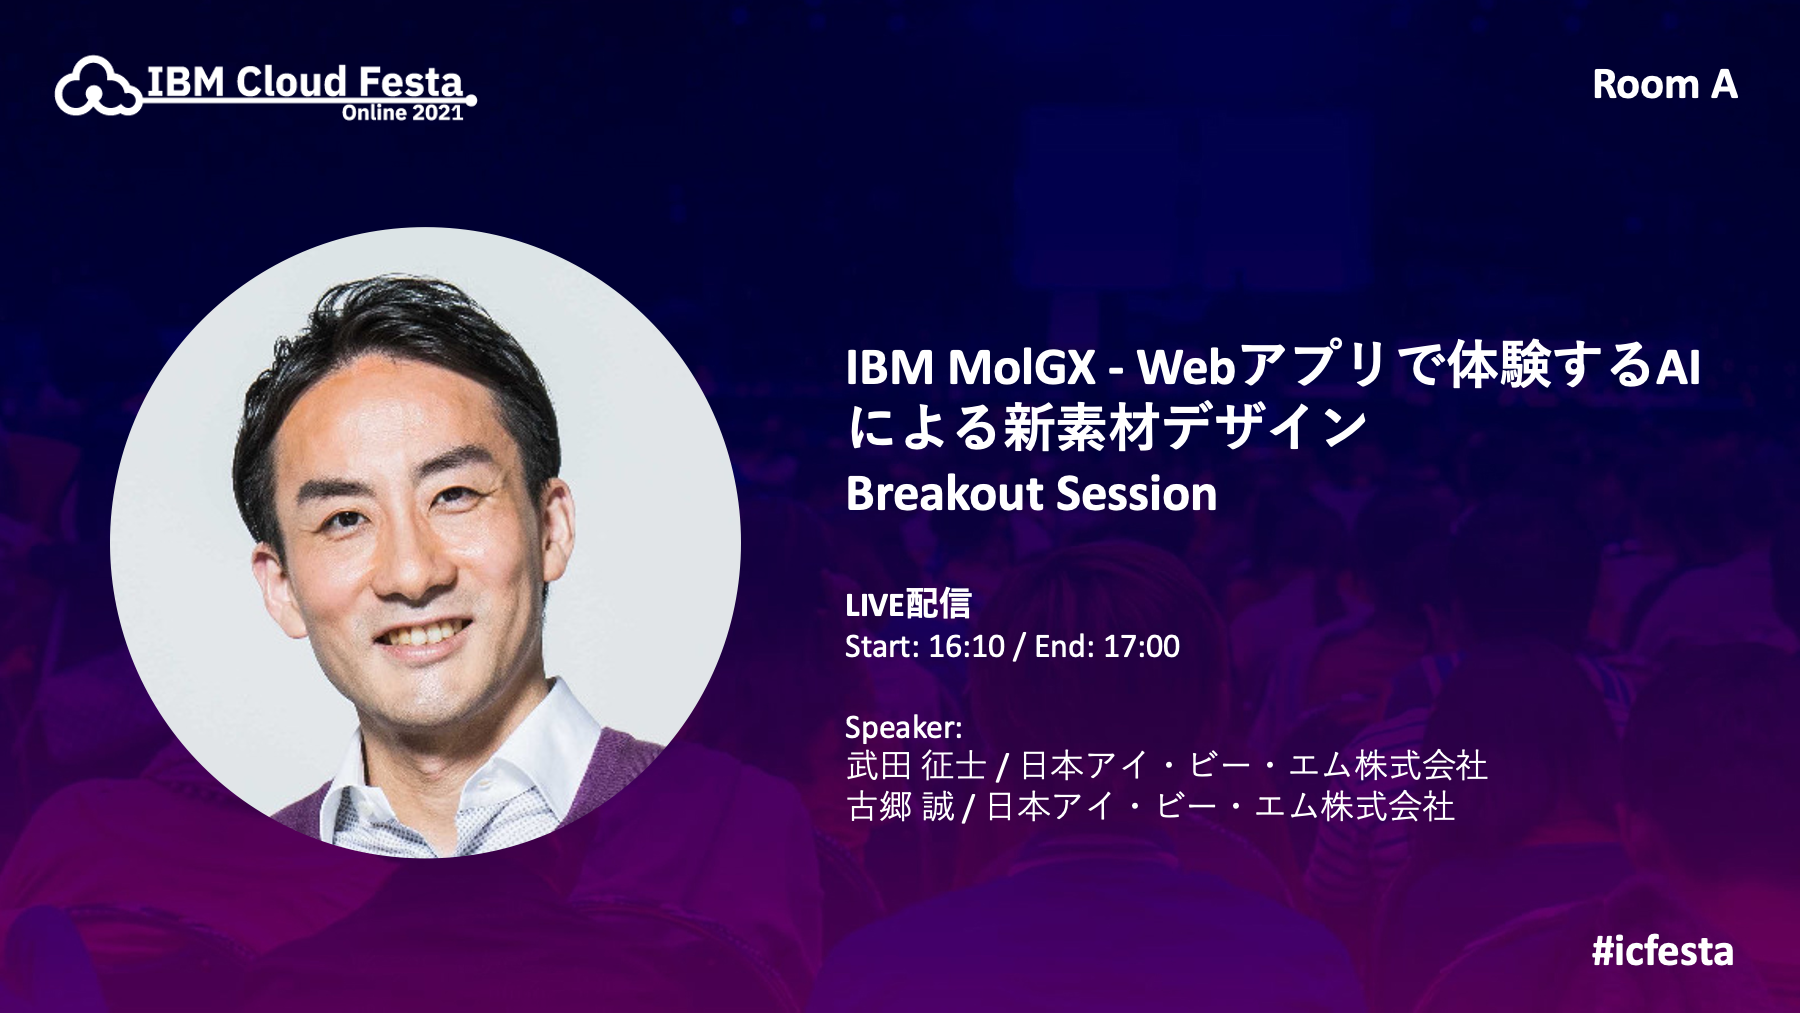 IBM Cloud Festa
Online 2021
Room A
IBM MolGX - Webアプリで体験するAI
による新素材デザイン
Breakout Session
LIVE配信
Start: 16:10 / End: 17:00
Speaker:
武田 征士 / 日本アイ・ビー・エム株式会社
古郷 誠 / 日本アイ・ビー・エム株式会社
#icfesta